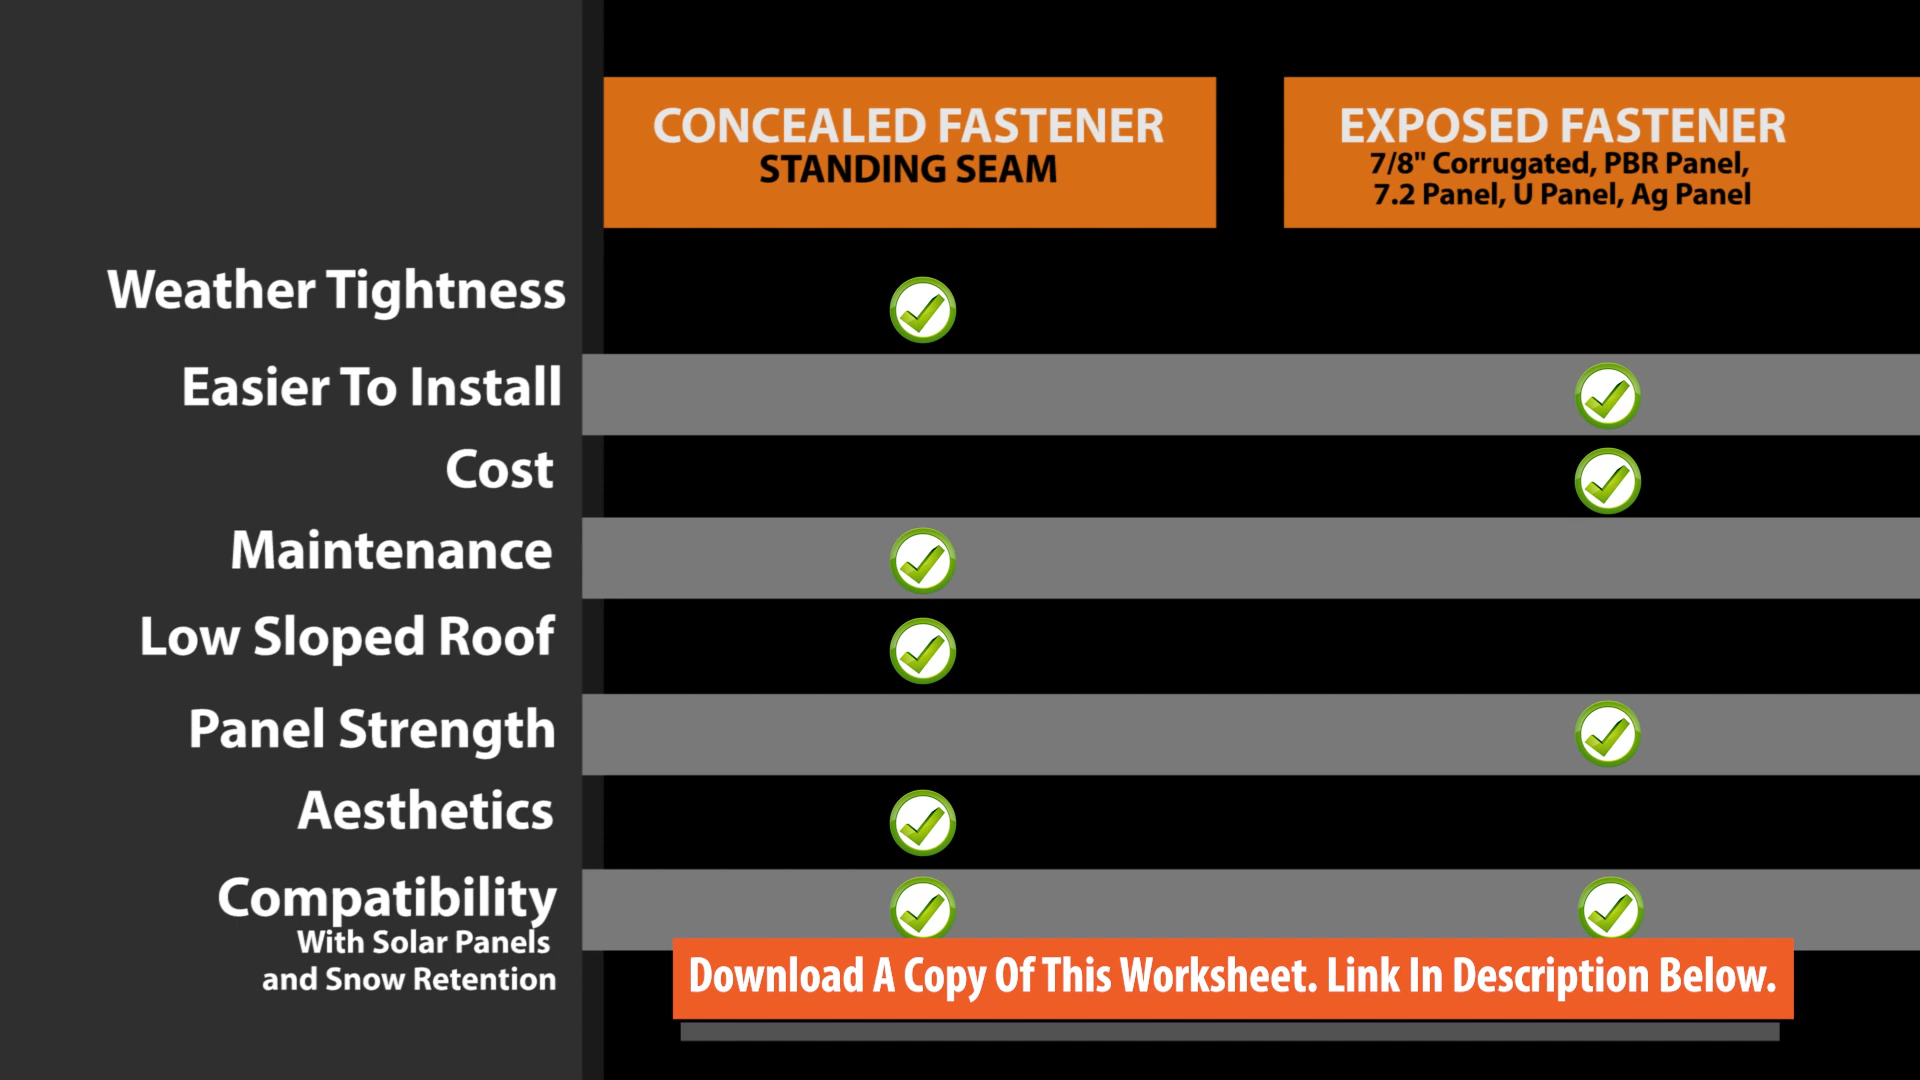 CONCEALED FASTENER
STANDING SEAM
EXPOSED FASTENER
7/8" Corrugated, PBR Panel,
7.2 Panel, U Panel, Ag Panel
Weather Tightness
Easier To Install
Cost
Maintenance
Low Sloped Roof
Panel Strength
Aesthetics
Compatibility
With Solar Panels
and Snow Retention
Download A Copy Of This Worksheet. Link In Description Below.